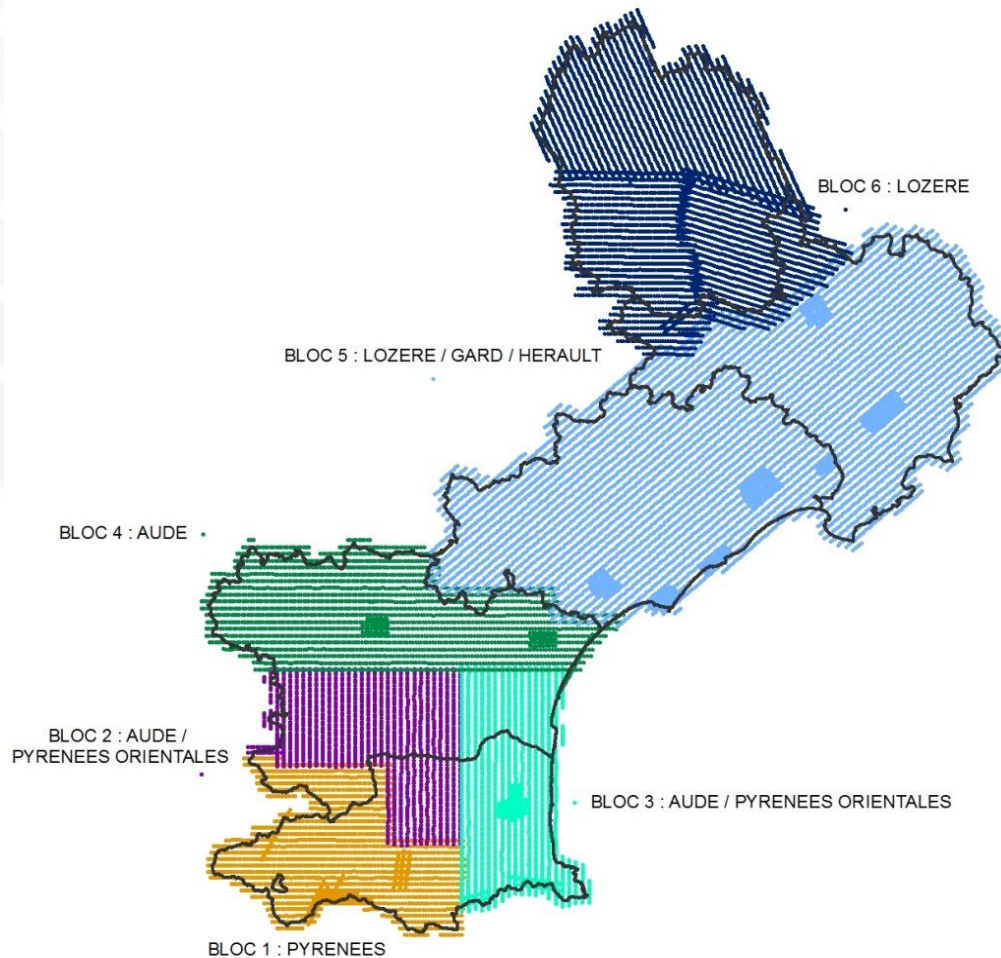 BLOC 6 : LOZERE
BLOC 5 : LOZERE / GARD / HERAULT
BLOC 4 : AUDE
BLOC 2 : AUDE /
PYRENEES ORIENTALES
BLOC 3 : AUDE / PYRENEES ORIENTALES
BLOC 1 : PYRENEES